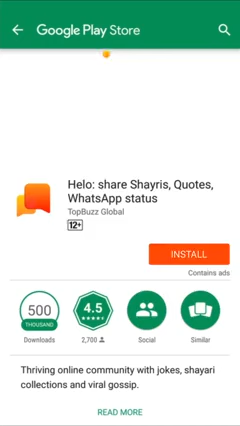 Google Play Store
Helo: share Shayris, Quotes,
WhatsApp status
TopBuzz Global
12+
INSTALL
Contains ads
500
THOUSAND
4.5
Downloads
2,700
Social
Similar
Thriving online community with jokes, shayari
collections and viral gossip.
READ MORE